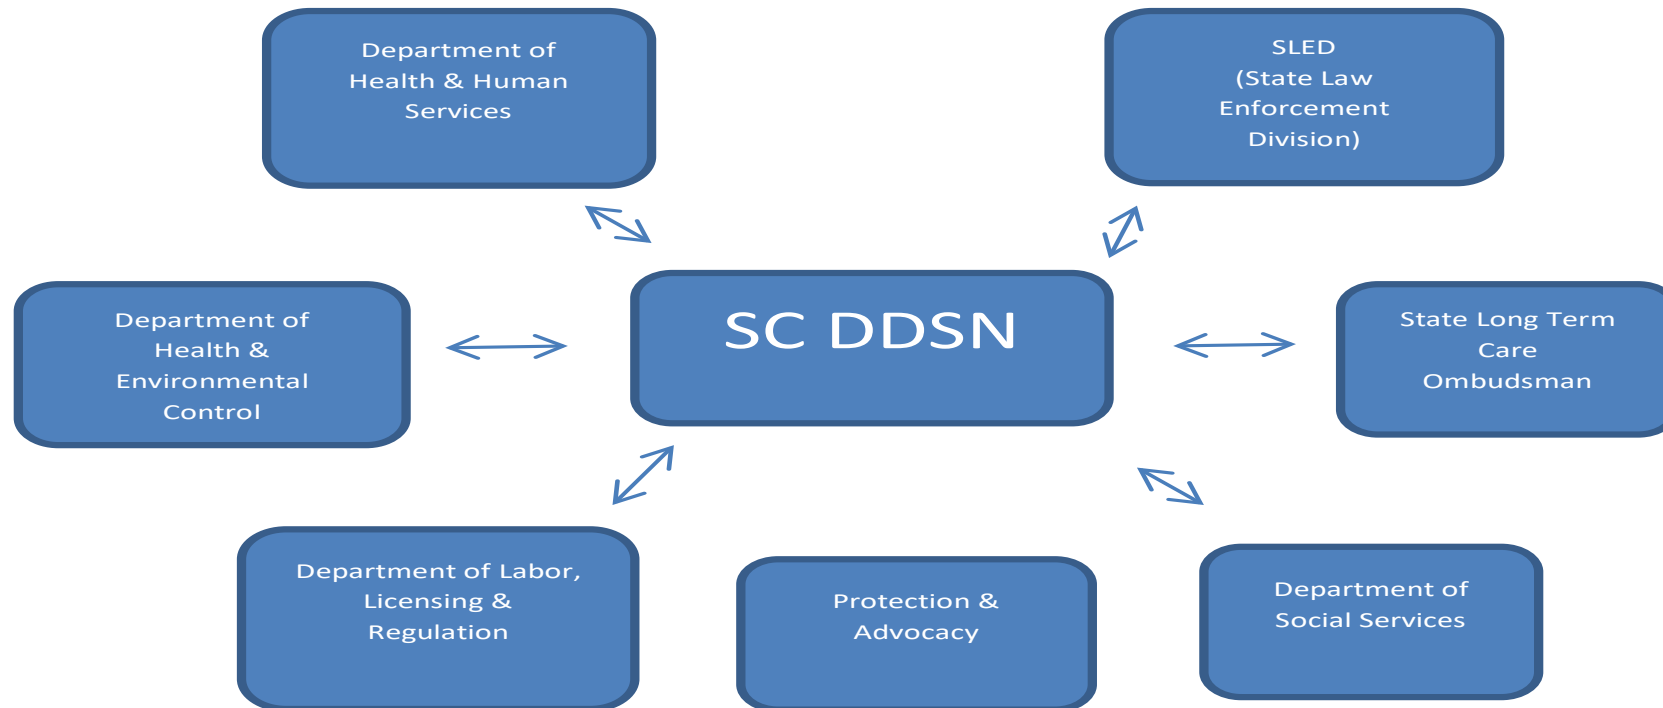 Department of
Health & Human
Services
SLED
(State Law
Enforcement
Division)
Department of
Health &
Environmental
Control
SC DDSN
State Long Term
Care
Ombudsman
Department of Labor,
Licensing &
Regulation
Protection &
Advocacy
Department of
Social Services